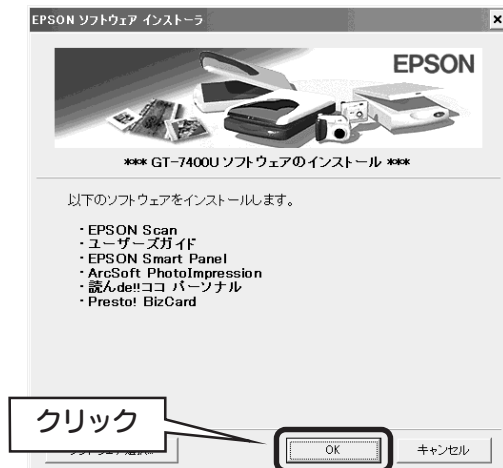 EPSON ソフトウェア インストーラ
EPSON
*** GT-7400U ソフトウェアのインストール ***
以下のソフトウェアをインストールします。
・EPSON Scan
・ユーザーズガイド
・EPSON Smart Panel
・ArcSoft PhotoImpression
・読んde!!ココ パーソナル
・Presto! BizCard
クリック
OK
キャンセル